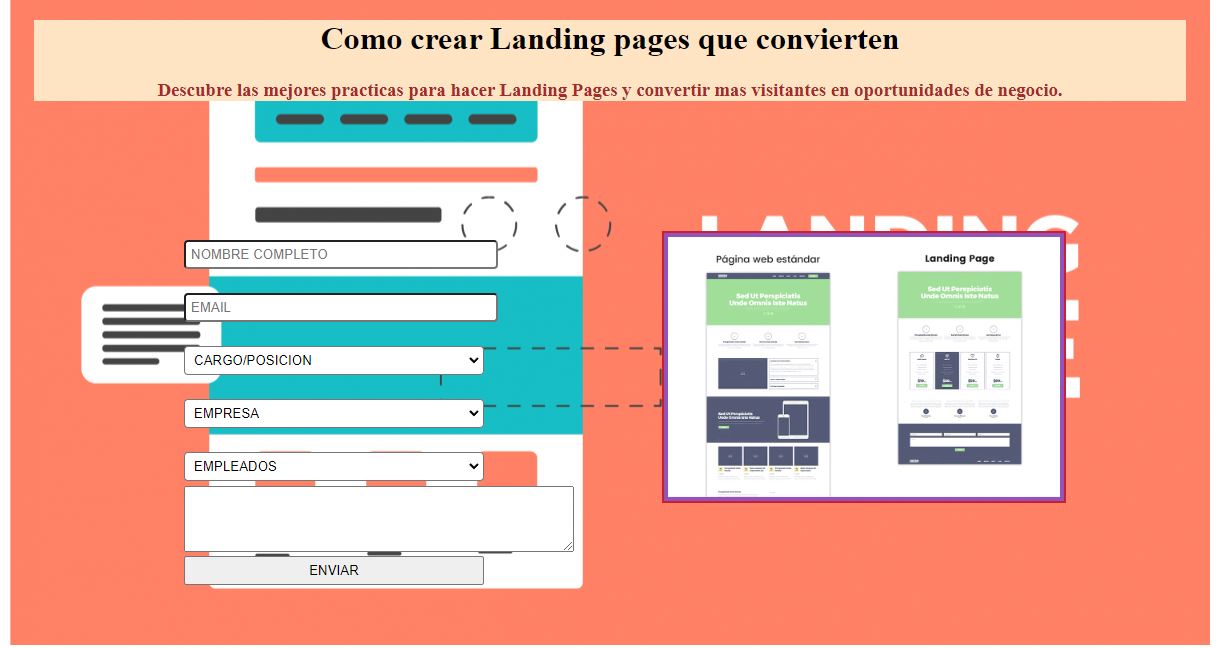 Como crear Landing pages que convierten
Descubre las mejores practicas para hacer Landing Pages y convertir mas visitantes en oportunidades de negocio.
LANDING
NOMBRE COMPLETO
EMAIL
CARGO/POSICION
EMPRESA
EMPLEADOS
ENVIAR
Página web estándar
Sed Ut Perspiciatis
Unde Omnis Iste Natus
Sed Ut Perspiciatis
Unde Omnis Iste Natus
Landing Page
Sed Ut Perspiciatis
Unde Omnis Iste Natus